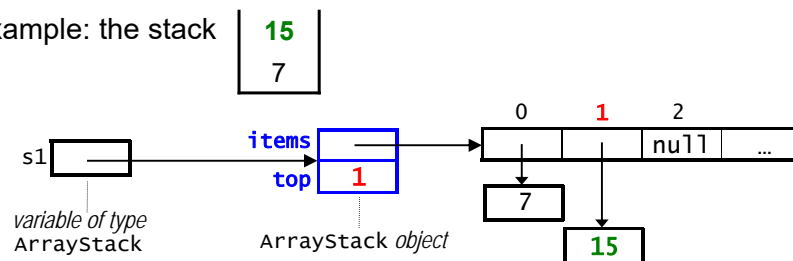 xample: the stack
15
7
0 1 2
s1 items null ...
top 1
7
variable of type
ArrayStack
ArrayStack object
15